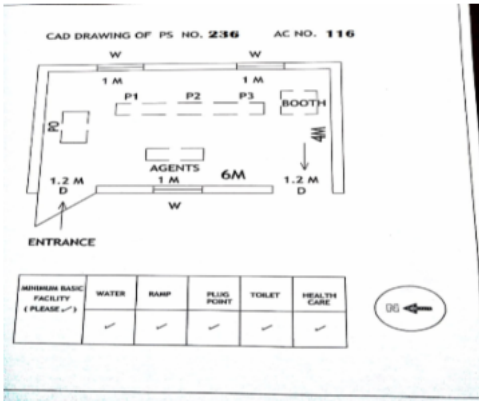 CAD DRAWING OF PS NO. 236 AC NO. 116
W W
1 M 1 M
P1 P2 P3
BOOTH
PO
4M
AGENTS
1.2 M 1 M 6M 1.2 M
D D
W
ENTRANCE
MINIMUM BASIC FACILITY (PLEASE ✓) WATER RAMP PLUG POINT TOILET HEALTH CARE
✓ ✓ ✓ ✓ ✓
N